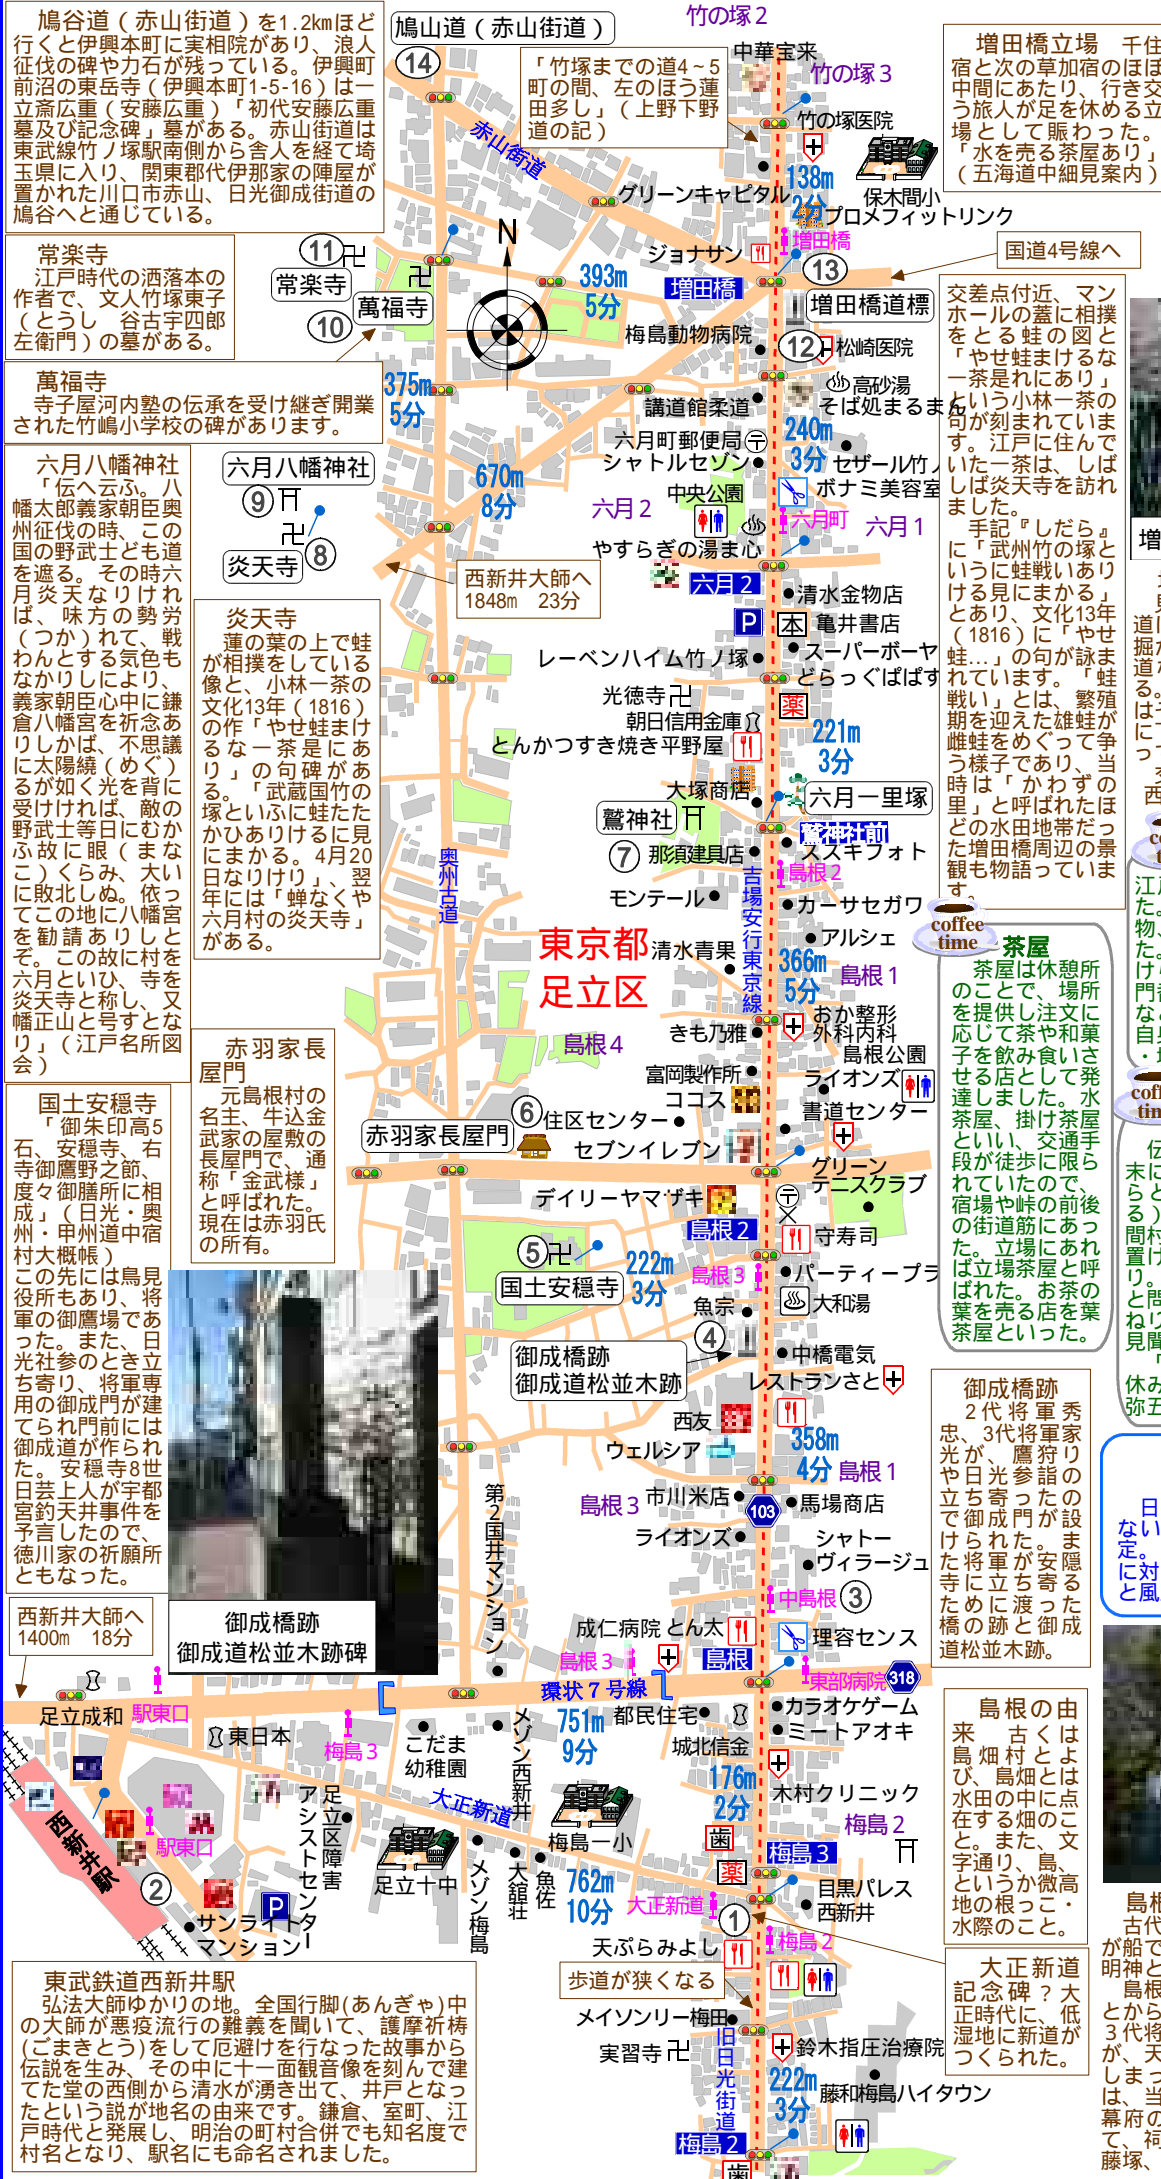 鳩谷道（赤山街道）を1.2kmほど
行くと伊興本町に実相院があり、浪人
征伐の碑や力石が残っている。伊興町
前沼の東岳寺（伊興本町1-5-16）は一
立斎広重（安藤広重）「初代安藤広重
墓及び記念碑」墓がある。赤山街道は
東武線竹ノ塚駅南側から舎人を経て埼
玉県に入り、関東郡代伊那家の陣屋が
置かれた川口市赤山、日光御成街道の
鳩谷へと通じている。
鳩山道（赤山街道）
⑭
赤山街道
竹の塚2
中華宝来
竹の塚3
「竹塚までの道4～5
町の間、左のほう蓮
田多し」（上野下野
道の記）
竹の塚医院
138m
2分
保木間小
グリーンキャピタル
プロメフィットリンク
増田橋立場　千住
宿と次の草加宿のほぼ
中間にあたり、行き交
う旅人が足を休める立
場として賑わった。
「水を売る茶屋あり」
（五海道中細見案内）
常楽寺
江戸時代の洒落本の
作者で、文人竹塚東子
（とうし　谷古宇四郎
左衛門）の墓がある。
⑪
常楽寺
萬福寺
⑩
N
393m
5分
ジョナサン
増田橋
増田橋
⑬
国道4号線へ
増田橋道標
梅島動物病院
⑫
松崎医院
萬福寺
寺子屋河内塾の伝承を受け継ぎ開業
された竹嶋小学校の碑があります。
375m
5分
高砂湯
講道館柔道
そば処まるまん
六月町郵便局
シャトルセゾン
240m
3分
セザール竹ノ
ボナミ美容室
中央公園
六月2
六月町
六月1
やすらぎの湯ま心
670m
8分
交差点付近、マン
ホールの蓋に相撲
をとる蛙の図と
「やせ蛙まけるな
一茶是れにあり」
という小林一茶の
句が刻まれていま
す。江戸に住んで
いた一茶は、しば
しば炎天寺を訪れ
ました。
手記『しだら』
に「武州竹の塚と
いうに蛙戦いあり
ける見にまかる」
とあり、文化13年
（1816）に「やせ
蛙…」の句が詠ま
れています。「蛙
戦い」とは、繁殖
期を迎えた雄蛙が
雌蛙をめぐって争
う様子であり、当
時は「かわずの
里」と呼ばれたほ
どの水田地帯だっ
た増田橋周辺の景
観も物語っていま
す。
六月八幡神社
「伝へ云ふ。八
幡太郎義家朝臣奥
州征伐の時、この
国の野武士ども道
を遮る。その時六
月炎天なりけれ
ば、味方の勢労
（つか）れて、戦
わんとする気色も
なかりしにより、
義家朝臣心中に鎌
倉八幡宮を祈念あ
りしかば、不思議
に太陽繞（めぐ）
るが如く光を背に
受けければ、敵の
野武士等日にむか
ふ故に眼（まな
こ）くらみ、大い
に敗北しぬ。依っ
てこの地に八幡宮
を勧請ありしと
ぞ。この故に村を
六月といひ、寺を
炎天寺と称し、又
幡正山と号すとな
り」（江戸名所図
会）
六月八幡神社
⑨
⑧
炎天寺
西新井大師へ
1848m　23分
炎天寺
蓮の葉の上で蛙
が相撲をしている
像と、小林一茶の
文化13年（1816）
の作「やせ蛙まけ
るな一茶是にあ
り」の句碑があ
る。「武蔵国竹の
塚といふに蛙たた
かひありけるに見
にまかる。4月20
日なりけり」、翌
年には「蝉なくや
六月村の炎天寺」
がある。
六月2
清水金物店
P
本
亀井書店
スーパーボーヤ
レーベンハイム竹ノ塚
どらっぐぱぱす
光徳寺
薬
朝日信用金庫
とんかつすき焼き平野屋
221m
3分
大塚商店
六月一里塚
鷲神社
鷲神社前
⑦
那須建具店
ススキフォト
島根2
モンテール
カーサセガワ
アルシェ
奥州古道
吉場安行東京線
東京都
足立区
清水青果
366m
5分
島根1
おか整形
外科内科
きも乃雅
島根4
島根公園
富岡製作所
ライオンズ
ココス
書道センター
coffee
time
茶屋
茶屋は休憩所
のことで、場所
を提供し注文に
応じて茶や和菓
子を飲み食いさ
せる店として発
達しました。水
茶屋、掛け茶屋
といい、交通手
段が徒歩に限ら
れていたので、
宿場や峠の前後
の街道筋にあっ
た。立場にあれ
ば立場茶屋と呼
ばれた。お茶の
葉を売る店を葉
茶屋といった。
赤羽家長
屋門
元島根村の
名主、牛込金
武家の屋敷の
長屋門で、通
称「金武様」
と呼ばれた。
現在は赤羽氏
の所有。
⑥
住区センター
赤羽家長屋門
セブンイレブン
グリーン
テニスクラブ
デイリーヤマザキ
島根2
守寿司
島根3
パーティープラ
大和湯
⑤
国土安穏寺
222m
3分
魚宗
④
御成橋跡
御成道松並木跡
中橋電気
レストランさと
西友
ウェルシア
358m
4分
島根1
国土安穏寺
「御朱印高5
石、安穏寺、右
寺御鷹野之節、
度々御膳所に相
成」（日光・奥
州・甲州道中宿
村大概帳）
この先には鳥見
役所もあり、将
軍の御鷹場であ
った。また、日
光社参のとき立
ち寄り、将軍専
用の御成門が建
てられ門前には
御成道が作られ
た。安穏寺8世
日芸上人が宇都
宮釣天井事件を
予言したので、
徳川家の祈願所
ともなった。
御成橋跡
御成道松並木跡碑
御成橋跡
2代将軍秀
忠、3代将軍家
光が、鷹狩り
や日光参詣の
立ち寄ったの
で御成門が設
けられた。ま
た将軍が安隠
寺に立ち寄る
ために渡った
橋の跡と御成
道松並木跡。
島根3
市川米店
103
馬場商店
ライオンズ
シャトー
ヴィラージュ
第2国井マンション
中島根
③
成仁病院
とん太
理容センス
島根3
島根
東部病院
318
環状7号線
西新井大師へ
1400m　18分
足立成和
駅東口
東日本
梅島3
こだま
幼稚園
メゾン西新井
751m
9分
都民住宅
カラオケゲーム
ミートアオキ
城北信金
176m
2分
木村クリニック
島根の由
来　古くは
島畑村とよ
び、島畑とは
水田の中に点
在する畑のこ
と。また、文
字通り、島、
というか微高
地の根っこ・
水際のこと。
大正新道
梅島一小
梅島2
歯
梅島3
西新井駅
駅東口
②
足立区障害
アシストセンター
P
サンライト
マンション
足立十中
メゾン梅島
大翔荘
魚佐
762m
10分
薬
大正新道
目黒パレス
西新井
①
梅島2
天ぷらみよし
歩道が狭くなる
大正新道
記念碑？大
正時代に、低
湿地に新道が
つくられた。
メイソンリー梅田
実習寺
旧日光街道
鈴木指圧治療院
222m
3分
藤和梅島ハイタウン
梅島2
歯
東武鉄道西新井駅
弘法大師ゆかりの地。全国行脚(あんぎゃ)中
の大師が悪疫流行の難義を聞いて、護摩祈祷
(ごまきとう)をして厄避けを行なった故事から
伝説を生み、その中に十一面観音像を刻んで建
てた堂の西側から清水が湧き出て、井戸となっ
たという説が地名の由来です。鎌倉、室町、江
戸時代と発展し、明治の町村合併でも知名度で
村名となり、駅名にも命名されました。